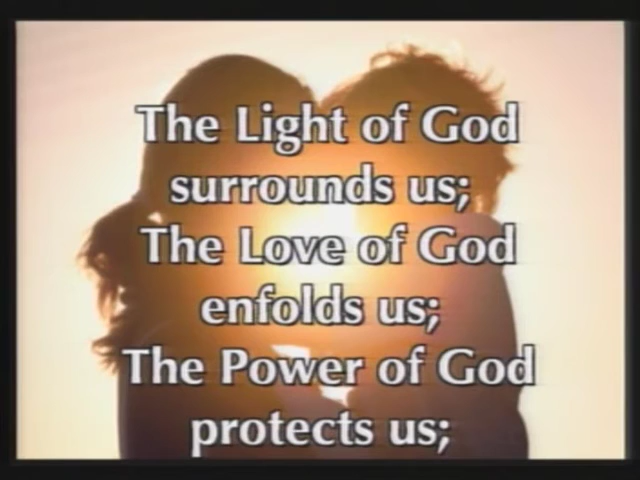 The Light of God
surrounds us;
The Love of God
enfolds us;
The Power of God
protects us;